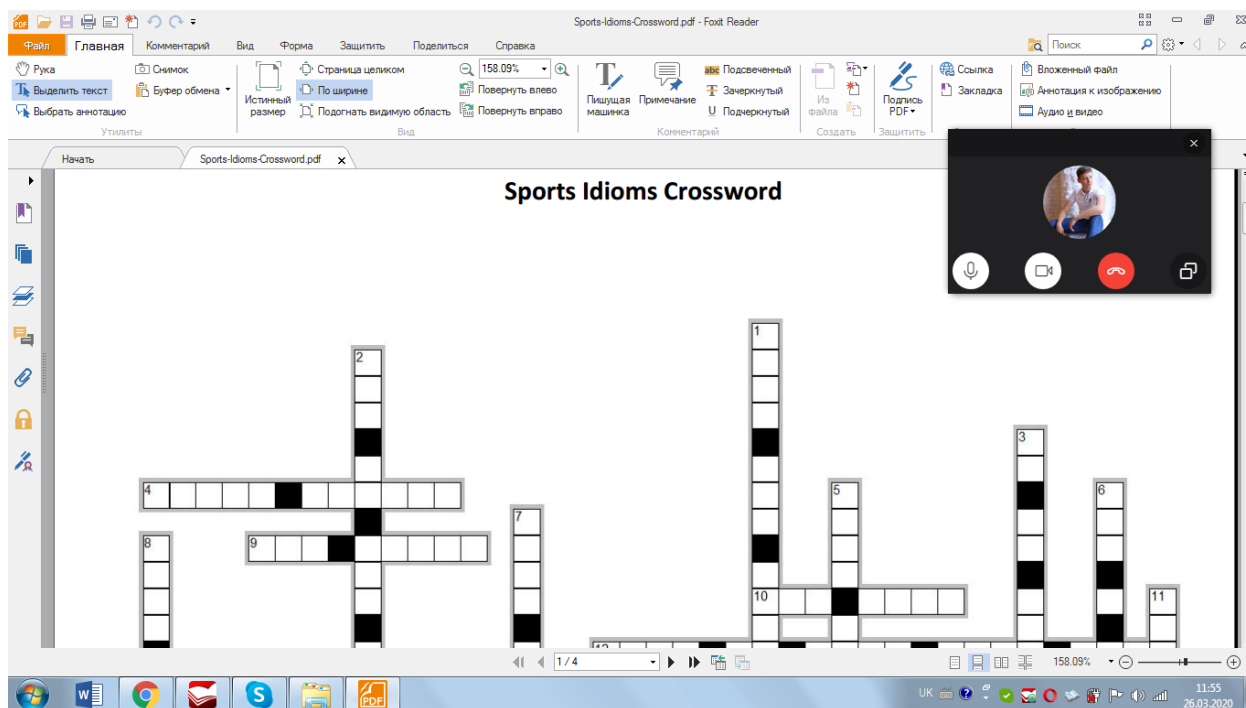 Sports-Idioms-Crossword.pdf - Foxit Reader
Файл Главная Комментарий Вид Форма Защитить Поделиться Справка Поиск
Рука
Выделить текст
Выбрать аннотацию
Утилиты
Снимок
Буфер обмена
Истинный размер
Страница целиком
По ширине
Подогнать видимую область
158.09%
Повернуть влево
Повернуть вправо
Вид
Пишущая машинка
Примечание
Подсвеченный
Зачеркнутый
Подчеркнутый
Комментарий
Из файла
Создать
Подпись PDF
Защитить
Ссылка
Закладка
Вложенный файл
Аннотация к изображению
Аудио и видео
Начать Sports-Idioms-Crossword.pdf
Sports Idioms Crossword
1
2
3
4
5
6
7
8
9
10
11
12
1 / 4
158.09%
UK
11:55
26.03.2020